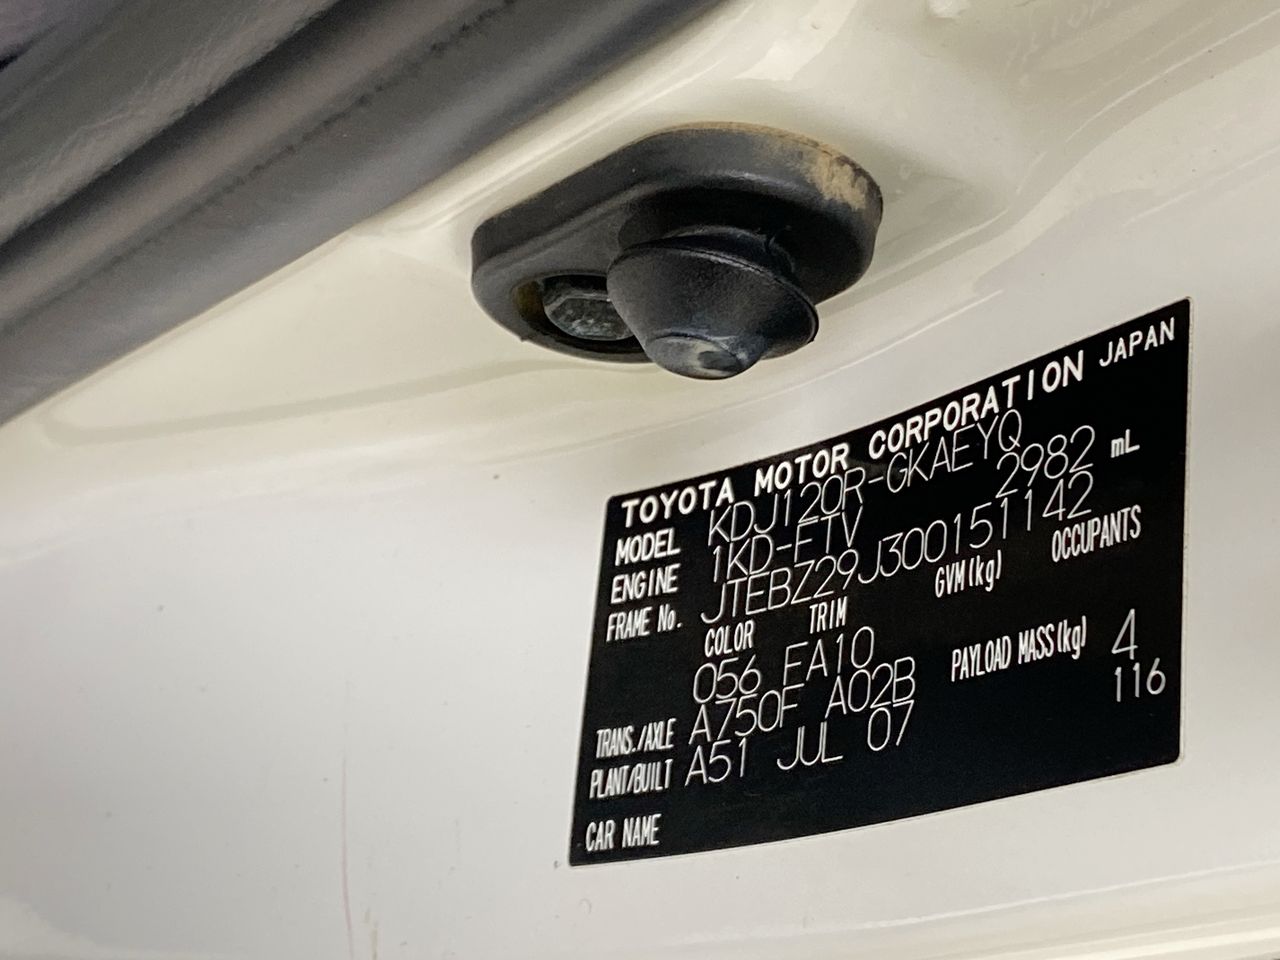 TOYOTA MOTOR CORPORATION JAPAN
MODEL KDJ120R-GKAEYQ
ENGINE 1KD-FTV 2982 mL
FRAME No. JTEBZ29J300151142
COLOR TRIM GVM(kg) OCCUPANTS
056 FA10 4
TRANS./AXLE A750F A02B PAYLOAD MASS(kg) 116
PLANT/BUILT A51 JUL 07
CAR NAME